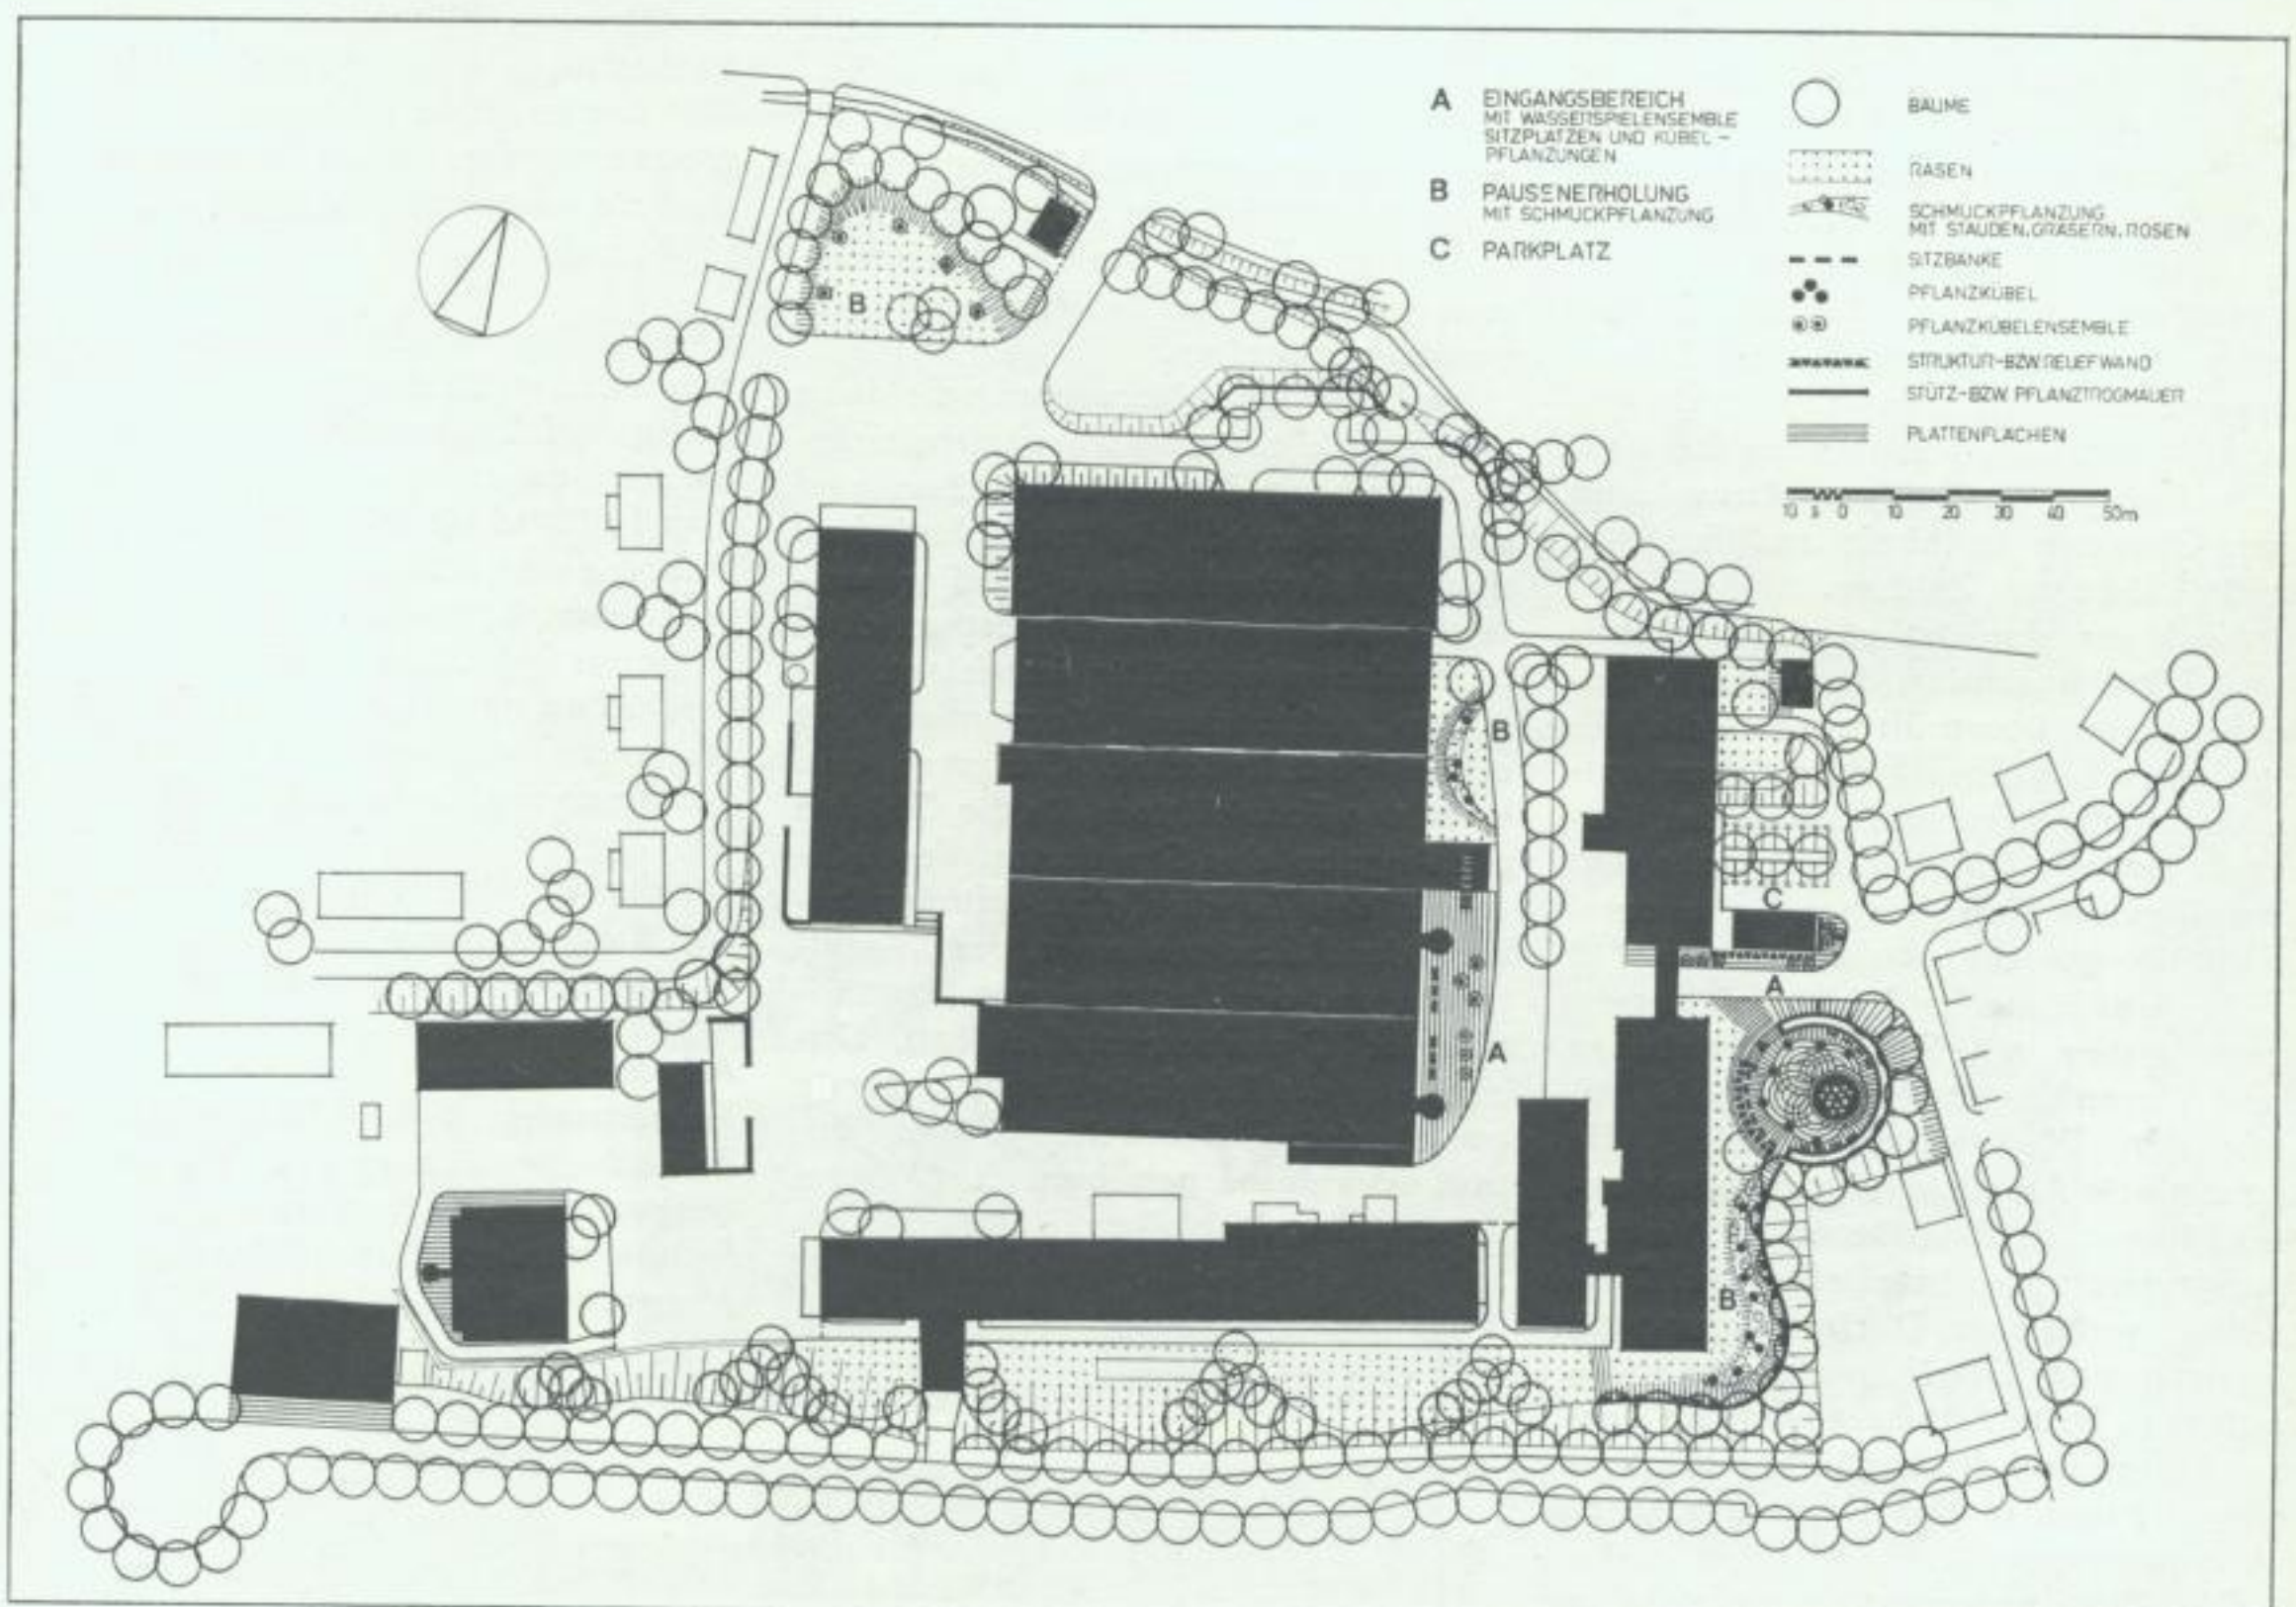 A EINGANGSBEREICH
MIT WASSERSPIELENSEMBLE
SITZPLÄTZEN UND KÜBEL-
PFLANZUNGEN
B PAUSENERHOLUNG
MIT SCHMUCKPFLANZUNG
C PARKPLATZ
BÄUME
RASEN
SCHMUCKPFLANZUNG
MIT STAUDEN, GRÄSERN, ROSEN
SITZBÄNKE
PFLANZKÜBEL
PFLANZKÜBELENSEMBLE
STRUKTUR-BZW. RELIEFWAND
STÜTZ-BZW. PFLANZTROGMAUER
PLATTENFLÄCHEN
10 5 0 10 20 30 40 50m
B
B
C
A
A
B